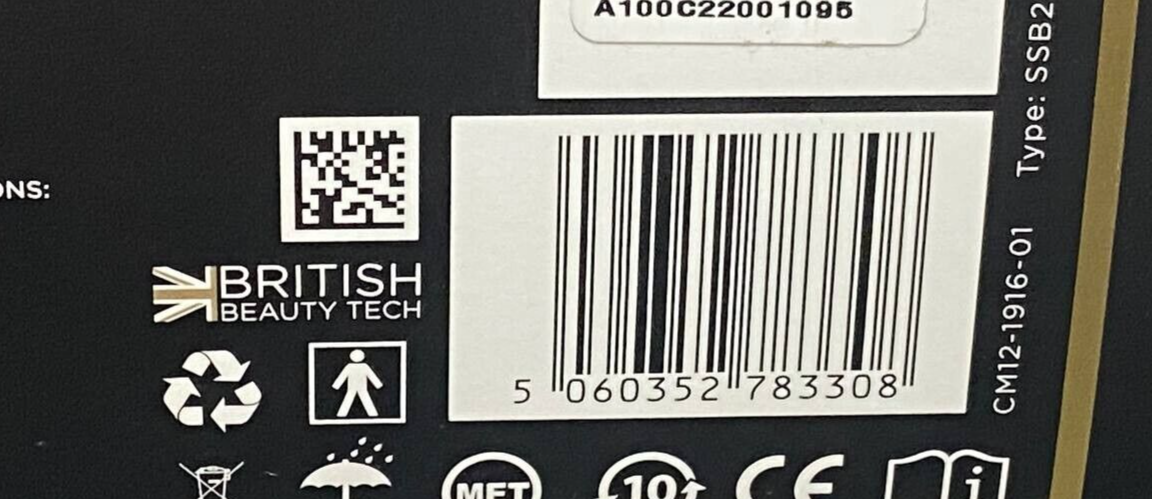 A100C22001095
Type: SSB2
ONS:
BRITISH
BEAUTY TECH
5 060352 783308
CM12-1916-01
MET
10
CE
i